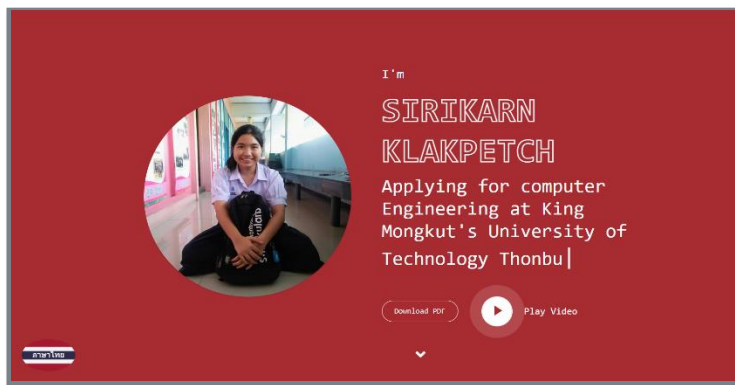 I'm
SIRIKARN
KLAKPETCH
Applying for computer
Engineering at King
Mongkut's University of
Technology Thonbu|
Download PDF
Play Video
ภาษาไทย